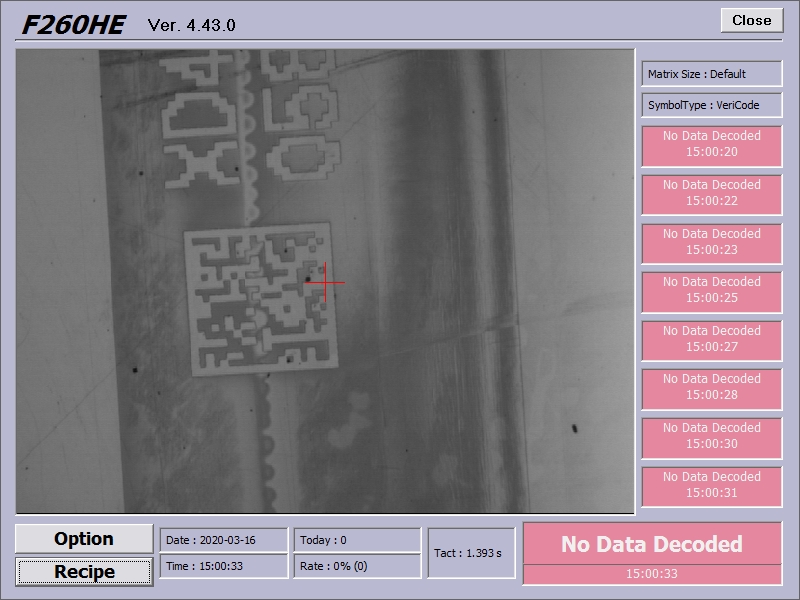 F260HE Ver. 4.43.0
Close
Matrix Size : Default
SymbolType : VeriCode
No Data Decoded
15:00:20
No Data Decoded
15:00:22
No Data Decoded
15:00:23
No Data Decoded
15:00:25
No Data Decoded
15:00:27
No Data Decoded
15:00:28
No Data Decoded
15:00:30
No Data Decoded
15:00:31
Option
Recipe
Date : 2020-03-16
Time : 15:00:33
Today : 0
Rate : 0% (0)
Tact : 1.393 s
No Data Decoded
15:00:33